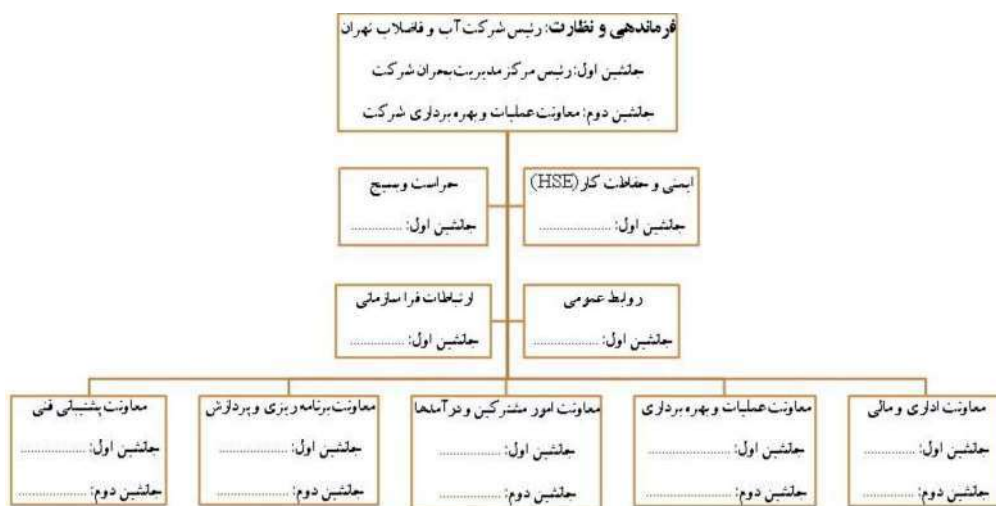 فرماندهی و نظارت: رئیس شرکت آب و فاضلاب تهران
جانشین اول: رئیس مرکز مدیریت بحران شرکت
جانشین دوم: معاونت عملیات و بهره برداری شرکت
ایمنی و حفاظت کار (HSE)
جانشین اول: ....................
حراست و بسیج
جانشین اول: ..............
روابط عمومی
جانشین اول: ..................
ارتباطات فرا سازمانی
جانشین اول: ...............
معاونت اداری و مالی
جانشین اول: ..................
جانشین دوم: ..................
معاونت عملیات و بهره برداری
جانشین اول: ..................
جانشین دوم: ..................
معاونت امور مشترکین و درآمدها
جانشین اول: .................
جانشین دوم: .................
معاونت برنامه ریزی و پردازش
جانشین اول: ..................
جانشین دوم: ..................
معاونت پشتیبانی فنی
جانشین اول: ..................
جانشین دوم: ..................